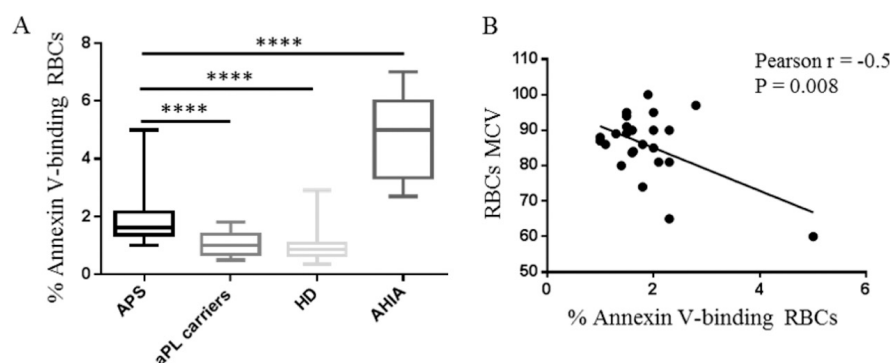 A
% Annexin V-binding RBCs
8
6
4
2
0
****
****
****
APS
aPL carriers
HD
AHIA
B
Pearson r = -0.5
P = 0.008
RBCs MCV
110
100
90
80
70
60
50
0
2
4
6
% Annexin V-binding RBCs